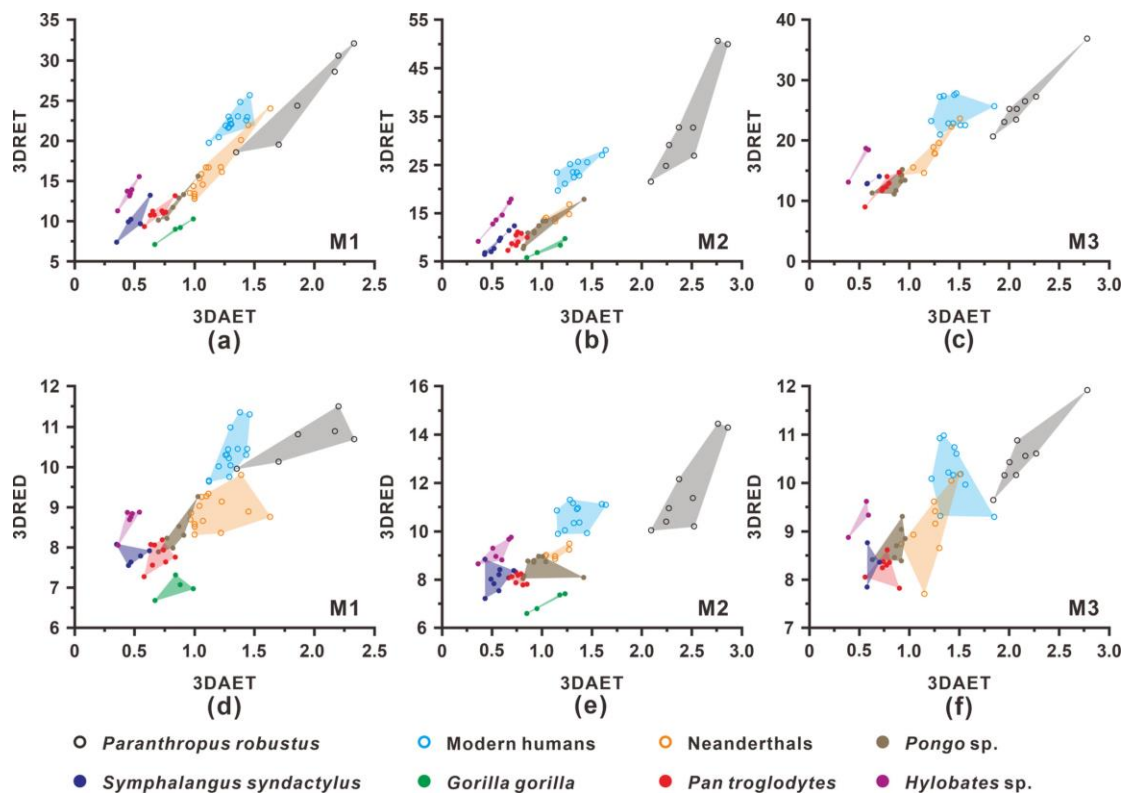 35
30
25
20
15
10
5
0 0.5 1.0 1.5 2.0 2.5
3DRET
3DAET
M1
(a)
55
45
35
25
15
5
0 0.5 1.0 1.5 2.0 2.5 3.0
3DRET
3DAET
M2
(b)
40
30
20
10
0
0 0.5 1.0 1.5 2.0 2.5 3.0
3DRET
3DAET
M3
(c)
12
11
10
9
8
7
6
0 0.5 1.0 1.5 2.0 2.5
3DRED
3DAET
M1
(d)
16
14
12
10
8
6
0 0.5 1.0 1.5 2.0 2.5 3.0
3DRED
3DAET
M2
(e)
12
11
10
9
8
7
0 0.5 1.0 1.5 2.0 2.5 3.0
3DRED
3DAET
M3
(f)
Paranthropus robustus Modern humans Neanderthals Pongo sp.
Symphalangus syndactylus Gorilla gorilla Pan troglodytes Hylobates sp.